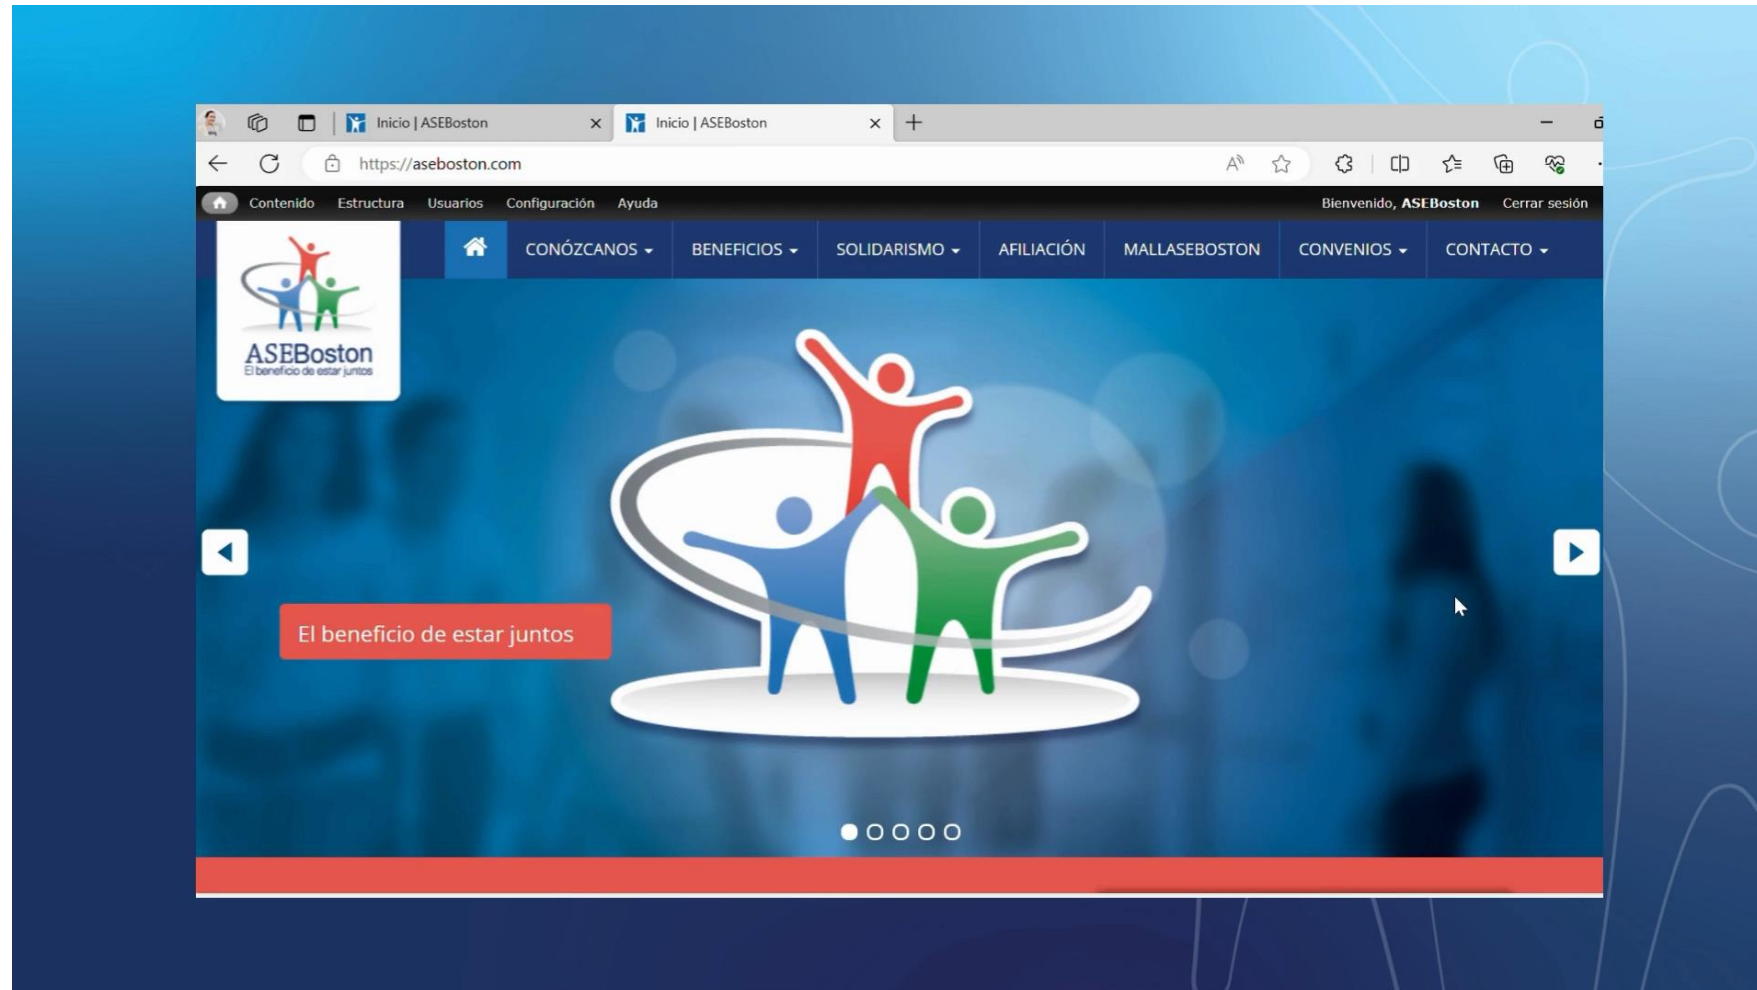 Inicio | ASEBoston
Inicio | ASEBoston
https://aseboston.com
Contenido Estructura Usuarios Configuración Ayuda Bienvenido, ASEBoston Cerrar sesión
CONÓZCANOS BENEFICIOS SOLIDARISMO AFILIACIÓN MALLASEBOSTON CONVENIOS CONTACTO
ASEBoston
El beneficio de estar juntos
El beneficio de estar juntos